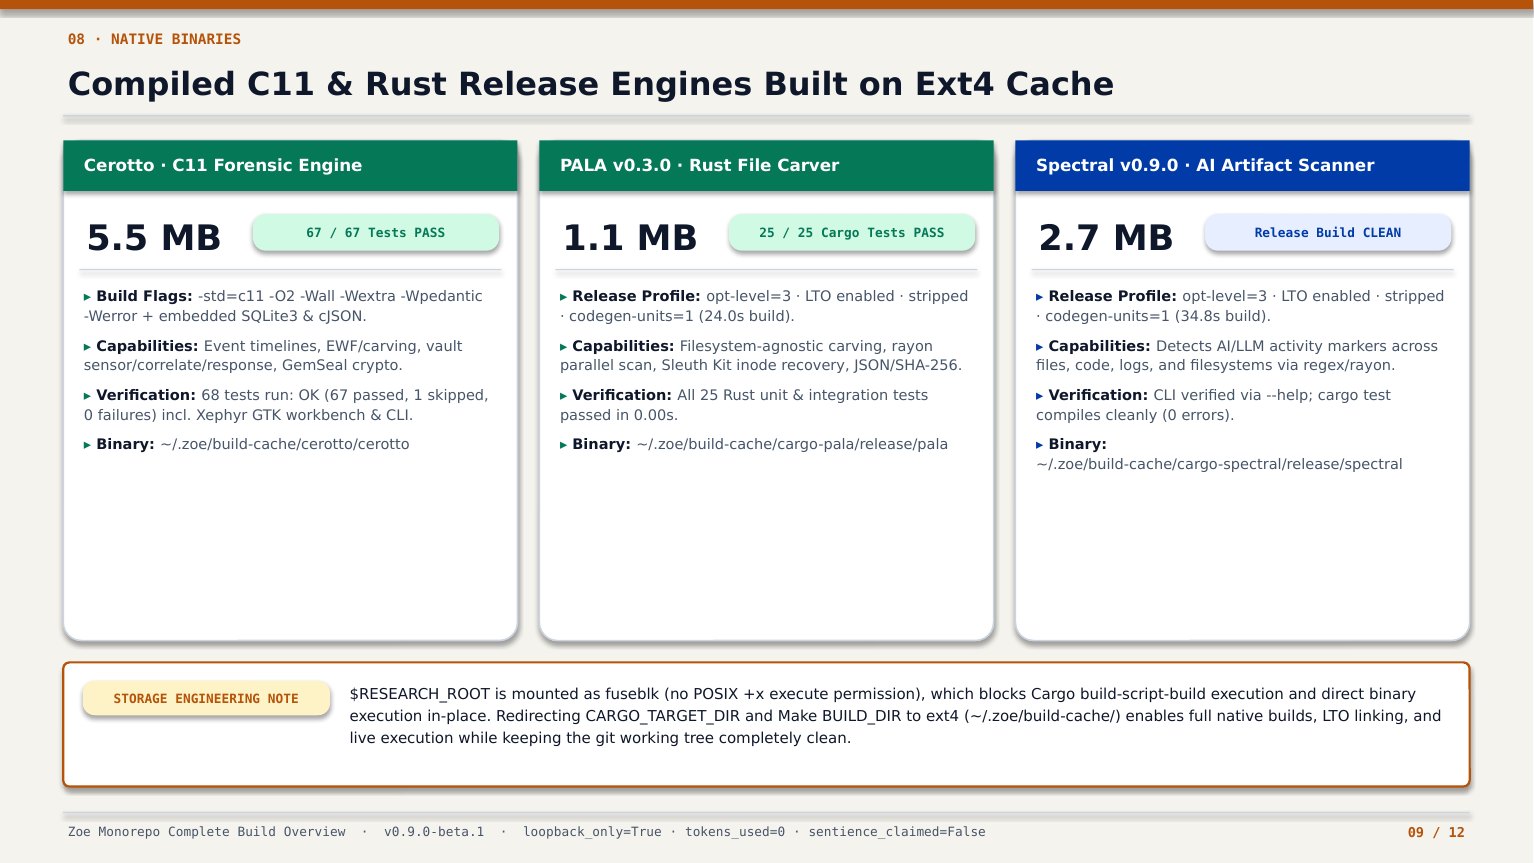 08 · NATIVE BINARIES
Compiled C11 & Rust Release Engines Built on Ext4 Cache
Cerotto · C11 Forensic Engine
5.5 MB
67 / 67 Tests PASS
▸ Build Flags: -std=c11 -O2 -Wall -Wextra -Wpedantic
-Werror + embedded SQLite3 & cJSON.
▸ Capabilities: Event timelines, EWF/carving, vault
sensor/correlate/response, GemSeal crypto.
▸ Verification: 68 tests run: OK (67 passed, 1 skipped,
0 failures) incl. Xephyr GTK workbench & CLI.
▸ Binary: ~/.zoe/build-cache/cerotto/cerotto
PALA v0.3.0 · Rust File Carver
1.1 MB
25 / 25 Cargo Tests PASS
▸ Release Profile: opt-level=3 · LTO enabled · stripped
· codegen-units=1 (24.0s build).
▸ Capabilities: Filesystem-agnostic carving, rayon
parallel scan, Sleuth Kit inode recovery, JSON/SHA-256.
▸ Verification: All 25 Rust unit & integration tests
passed in 0.00s.
▸ Binary: ~/.zoe/build-cache/cargo-pala/release/pala
Spectral v0.9.0 · AI Artifact Scanner
2.7 MB
Release Build CLEAN
▸ Release Profile: opt-level=3 · LTO enabled · stripped
· codegen-units=1 (34.8s build).
▸ Capabilities: Detects AI/LLM activity markers across
files, code, logs, and filesystems via regex/rayon.
▸ Verification: CLI verified via --help; cargo test
compiles cleanly (0 errors).
▸ Binary:
~/.zoe/build-cache/cargo-spectral/release/spectral
STORAGE ENGINEERING NOTE
$RESEARCH_ROOT is mounted as fuseblk (no POSIX +x execute permission), which blocks Cargo build-script-build execution and direct binary
execution in-place. Redirecting CARGO_TARGET_DIR and Make BUILD_DIR to ext4 (~/.zoe/build-cache/) enables full native builds, LTO linking, and
live execution while keeping the git working tree completely clean.
Zoe Monorepo Complete Build Overview · v0.9.0-beta.1 · loopback_only=True · tokens_used=0 · sentience_claimed=False
09 / 12